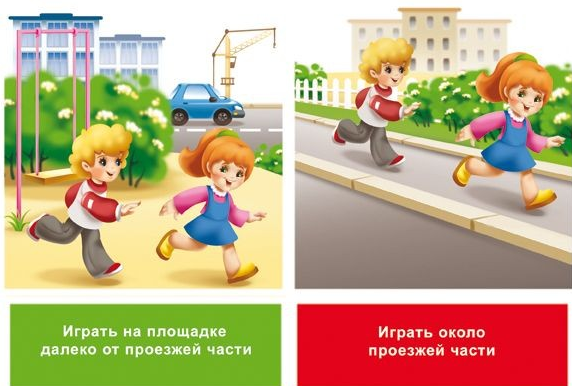 Играть на площадке
далеко от проезжей части
Играть около
проезжей части